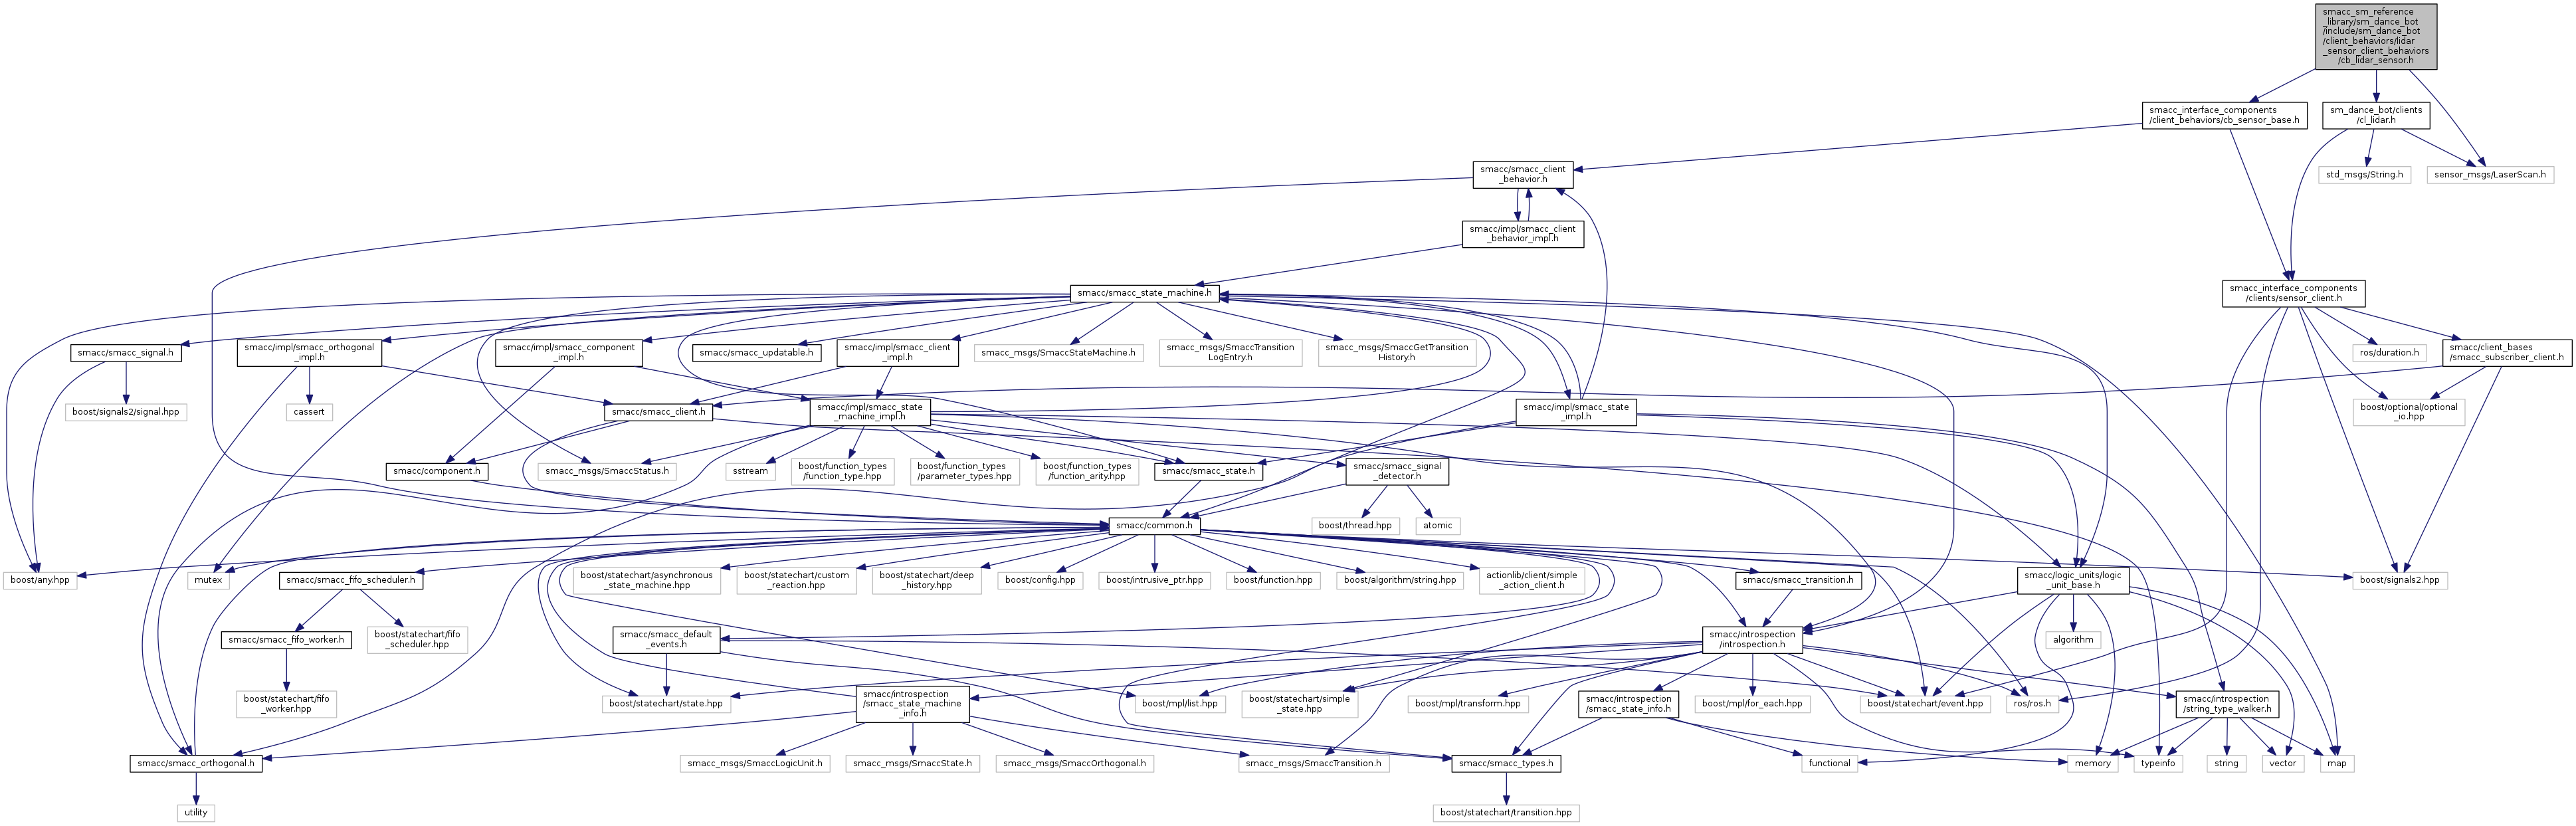 smacc_sm_reference
_library/sm_dance_bot
/include/sm_dance_bot
/client_behaviors/lidar
_sensor_client_behaviors
/cb_lidar_sensor.h
smacc_interface_components
/client_behaviors/cb_sensor_base.h
sm_dance_bot/clients
/cl_lidar.h
smacc/smacc_client
_behavior.h
std_msgs/String.h
sensor_msgs/LaserScan.h
smacc/impl/smacc_client
_behavior_impl.h
smacc/smacc_state_machine.h
smacc_interface_components
/clients/sensor_client.h
smacc/smacc_signal.h
smacc/impl/smacc_orthogonal
_impl.h
smacc/impl/smacc_component
_impl.h
smacc/smacc_updatable.h
smacc/impl/smacc_client
_impl.h
smacc_msgs/SmaccStateMachine.h
smacc_msgs/SmaccTransition
LogEntry.h
smacc_msgs/SmaccGetTransition
History.h
ros/duration.h
smacc/client_bases
/smacc_subscriber_client.h
boost/signals2/signal.hpp
cassert
smacc/smacc_client.h
smacc/impl/smacc_state
_machine_impl.h
smacc/impl/smacc_state
_impl.h
boost/optional/optional
_io.hpp
smacc/component.h
smacc_msgs/SmaccStatus.h
sstream
boost/function_types
/function_type.hpp
boost/function_types
/parameter_types.hpp
boost/function_types
/function_arity.hpp
smacc/smacc_state.h
smacc/smacc_signal
_detector.h
smacc/common.h
boost/thread.hpp
atomic
boost/any.hpp
mutex
smacc/smacc_fifo_scheduler.h
boost/statechart/asynchronous
_state_machine.hpp
boost/statechart/custom
_reaction.hpp
boost/statechart/deep
_history.hpp
boost/config.hpp
boost/intrusive_ptr.hpp
boost/function.hpp
boost/algorithm/string.hpp
actionlib/client/simple
_action_client.h
smacc/smacc_transition.h
smacc/logic_units/logic
_unit_base.h
boost/signals2.hpp
smacc/smacc_fifo_worker.h
boost/statechart/fifo
_scheduler.hpp
smacc/smacc_default
_events.h
smacc/introspection
/introspection.h
algorithm
boost/statechart/fifo
_worker.hpp
boost/statechart/state.hpp
smacc/introspection
/smacc_state_machine
_info.h
boost/mpl/list.hpp
boost/statechart/simple
_state.hpp
boost/mpl/transform.hpp
smacc/introspection
/smacc_state_info.h
boost/mpl/for_each.hpp
boost/statechart/event.hpp
ros/ros.h
smacc/introspection
/string_type_walker.h
smacc/smacc_orthogonal.h
smacc_msgs/SmaccLogicUnit.h
smacc_msgs/SmaccState.h
smacc_msgs/SmaccOrthogonal.h
smacc_msgs/SmaccTransition.h
smacc/smacc_types.h
functional
memory
typeinfo
string
vector
map
utility
boost/statechart/transition.hpp